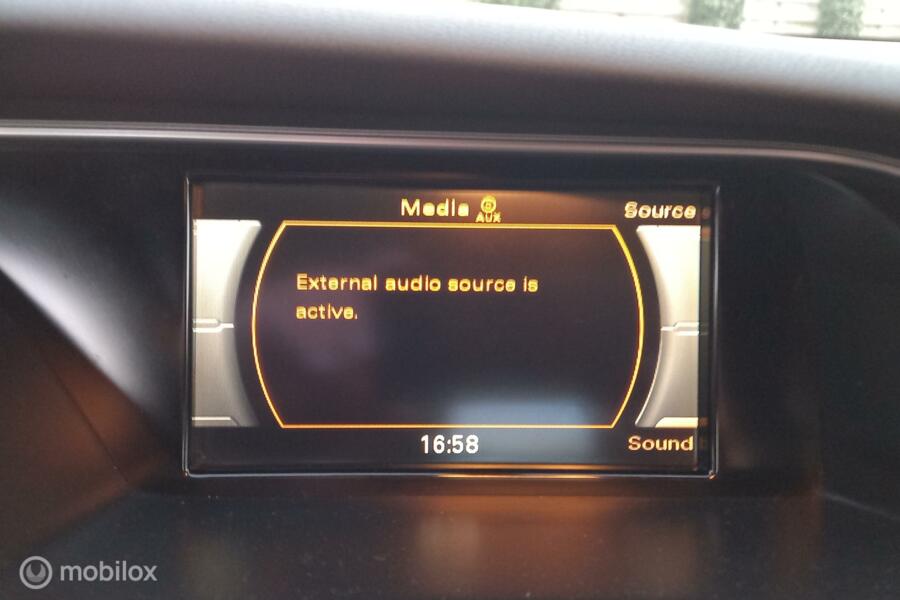 Media AUX
Source
External audio source is
active.
16:58
Sound
mobilox